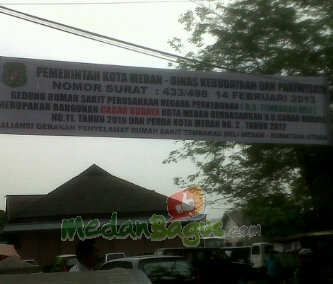 PEMERINTAH KOTA MEDAN - DINAS KEBUDAYAAN DAN PARIWISATA
NOMOR SURAT : 433/498 14 FEBRUARI 2013
GEDUNG RUMAH SAKIT PERUSAHAAN NEGARA PERKEBUNAN
MERUPAKAN BANGUNAN CAGAR BUDAYA KOTA MEDAN BERDASARKAN U.U CAGAR BUDAYA
NO.11. TAHUN 2010 DAN PERDA KOTA MEDAN NO. 2. TAHUN 2012
ALIANSI GERAKAN PENYELAMAT RUMAH SAKIT TEMBAKAU DELI MEDAN - SUMATERA UTARA
MedanBagus.com